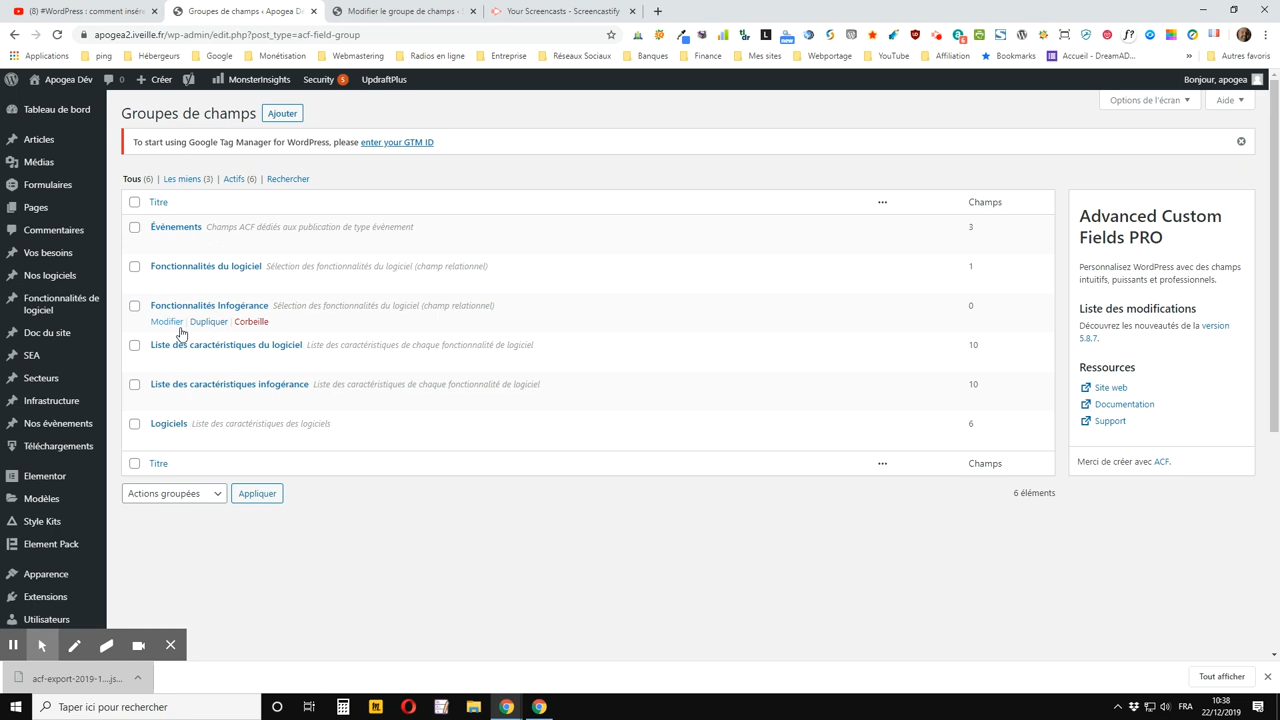 (8) #WordPress : comment insére
Groupes de champs ‹ Apogea Dév
Modifier le groupe de champs ‹ S
Your Screencasts - Screencastify
apogea2.iveille.fr/wp-admin/edit.php?post_type=acf-field-group
Applications
ping
Hébergeurs
Google
Monétisation
Webmastering
Radios en ligne
Entreprise
Réseaux Sociaux
Banques
Finance
Mes sites
Webportage
YouTube
Affiliation
Bookmarks
Accueil - DreamAD...
»
Autres favoris
Apogea Dév
0
Créer
MonsterInsights
Security 5
UpdraftPlus
Bonjour, apogea
Tableau de bord
Articles
Médias
Formulaires
Pages
Commentaires
Vos besoins
Nos logiciels
Fonctionnalités de
logiciel
Doc du site
SEA
Secteurs
Infrastructure
Nos évènements
Téléchargements
Elementor
Modèles
Style Kits
Element Pack
Apparence
Extensions
Utilisateurs
Options de l'écran
Aide
Groupes de champs
Ajouter
To start using Google Tag Manager for WordPress, please enter your GTM ID
Tous (6) | Les miens (3) | Actifs (6) | Rechercher
Titre
Champs
Évènements Champs ACF dédiés aux publication de type évènement
3
Fonctionnalités du logiciel Sélection des fonctionnalités du logiciel (champ relationnel)
1
Fonctionnalités Infogérance Sélection des fonctionnalités du logiciel (champ relationnel)
0
Modifier | Dupliquer | Corbeille
Liste des caractéristiques du logiciel Liste des caractéristiques de chaque fonctionnalité de logiciel
10
Liste des caractéristiques infogérance Liste des caractéristiques de chaque fonctionnalité de logiciel
10
Logiciels Liste des caractéristiques des logiciels
6
Titre
Champs
Actions groupées
Appliquer
6 éléments
Advanced Custom
Fields PRO
Personnalisez WordPress avec des champs
intuitifs, puissants et professionnels.
Liste des modifications
Découvrez les nouveautés de la version
5.8.7.
Ressources
Site web
Documentation
Support
Merci de créer avec ACF.
acf-export-2019-1....js...
Tout afficher
Taper ici pour rechercher
FRA
10:38
22/12/2019